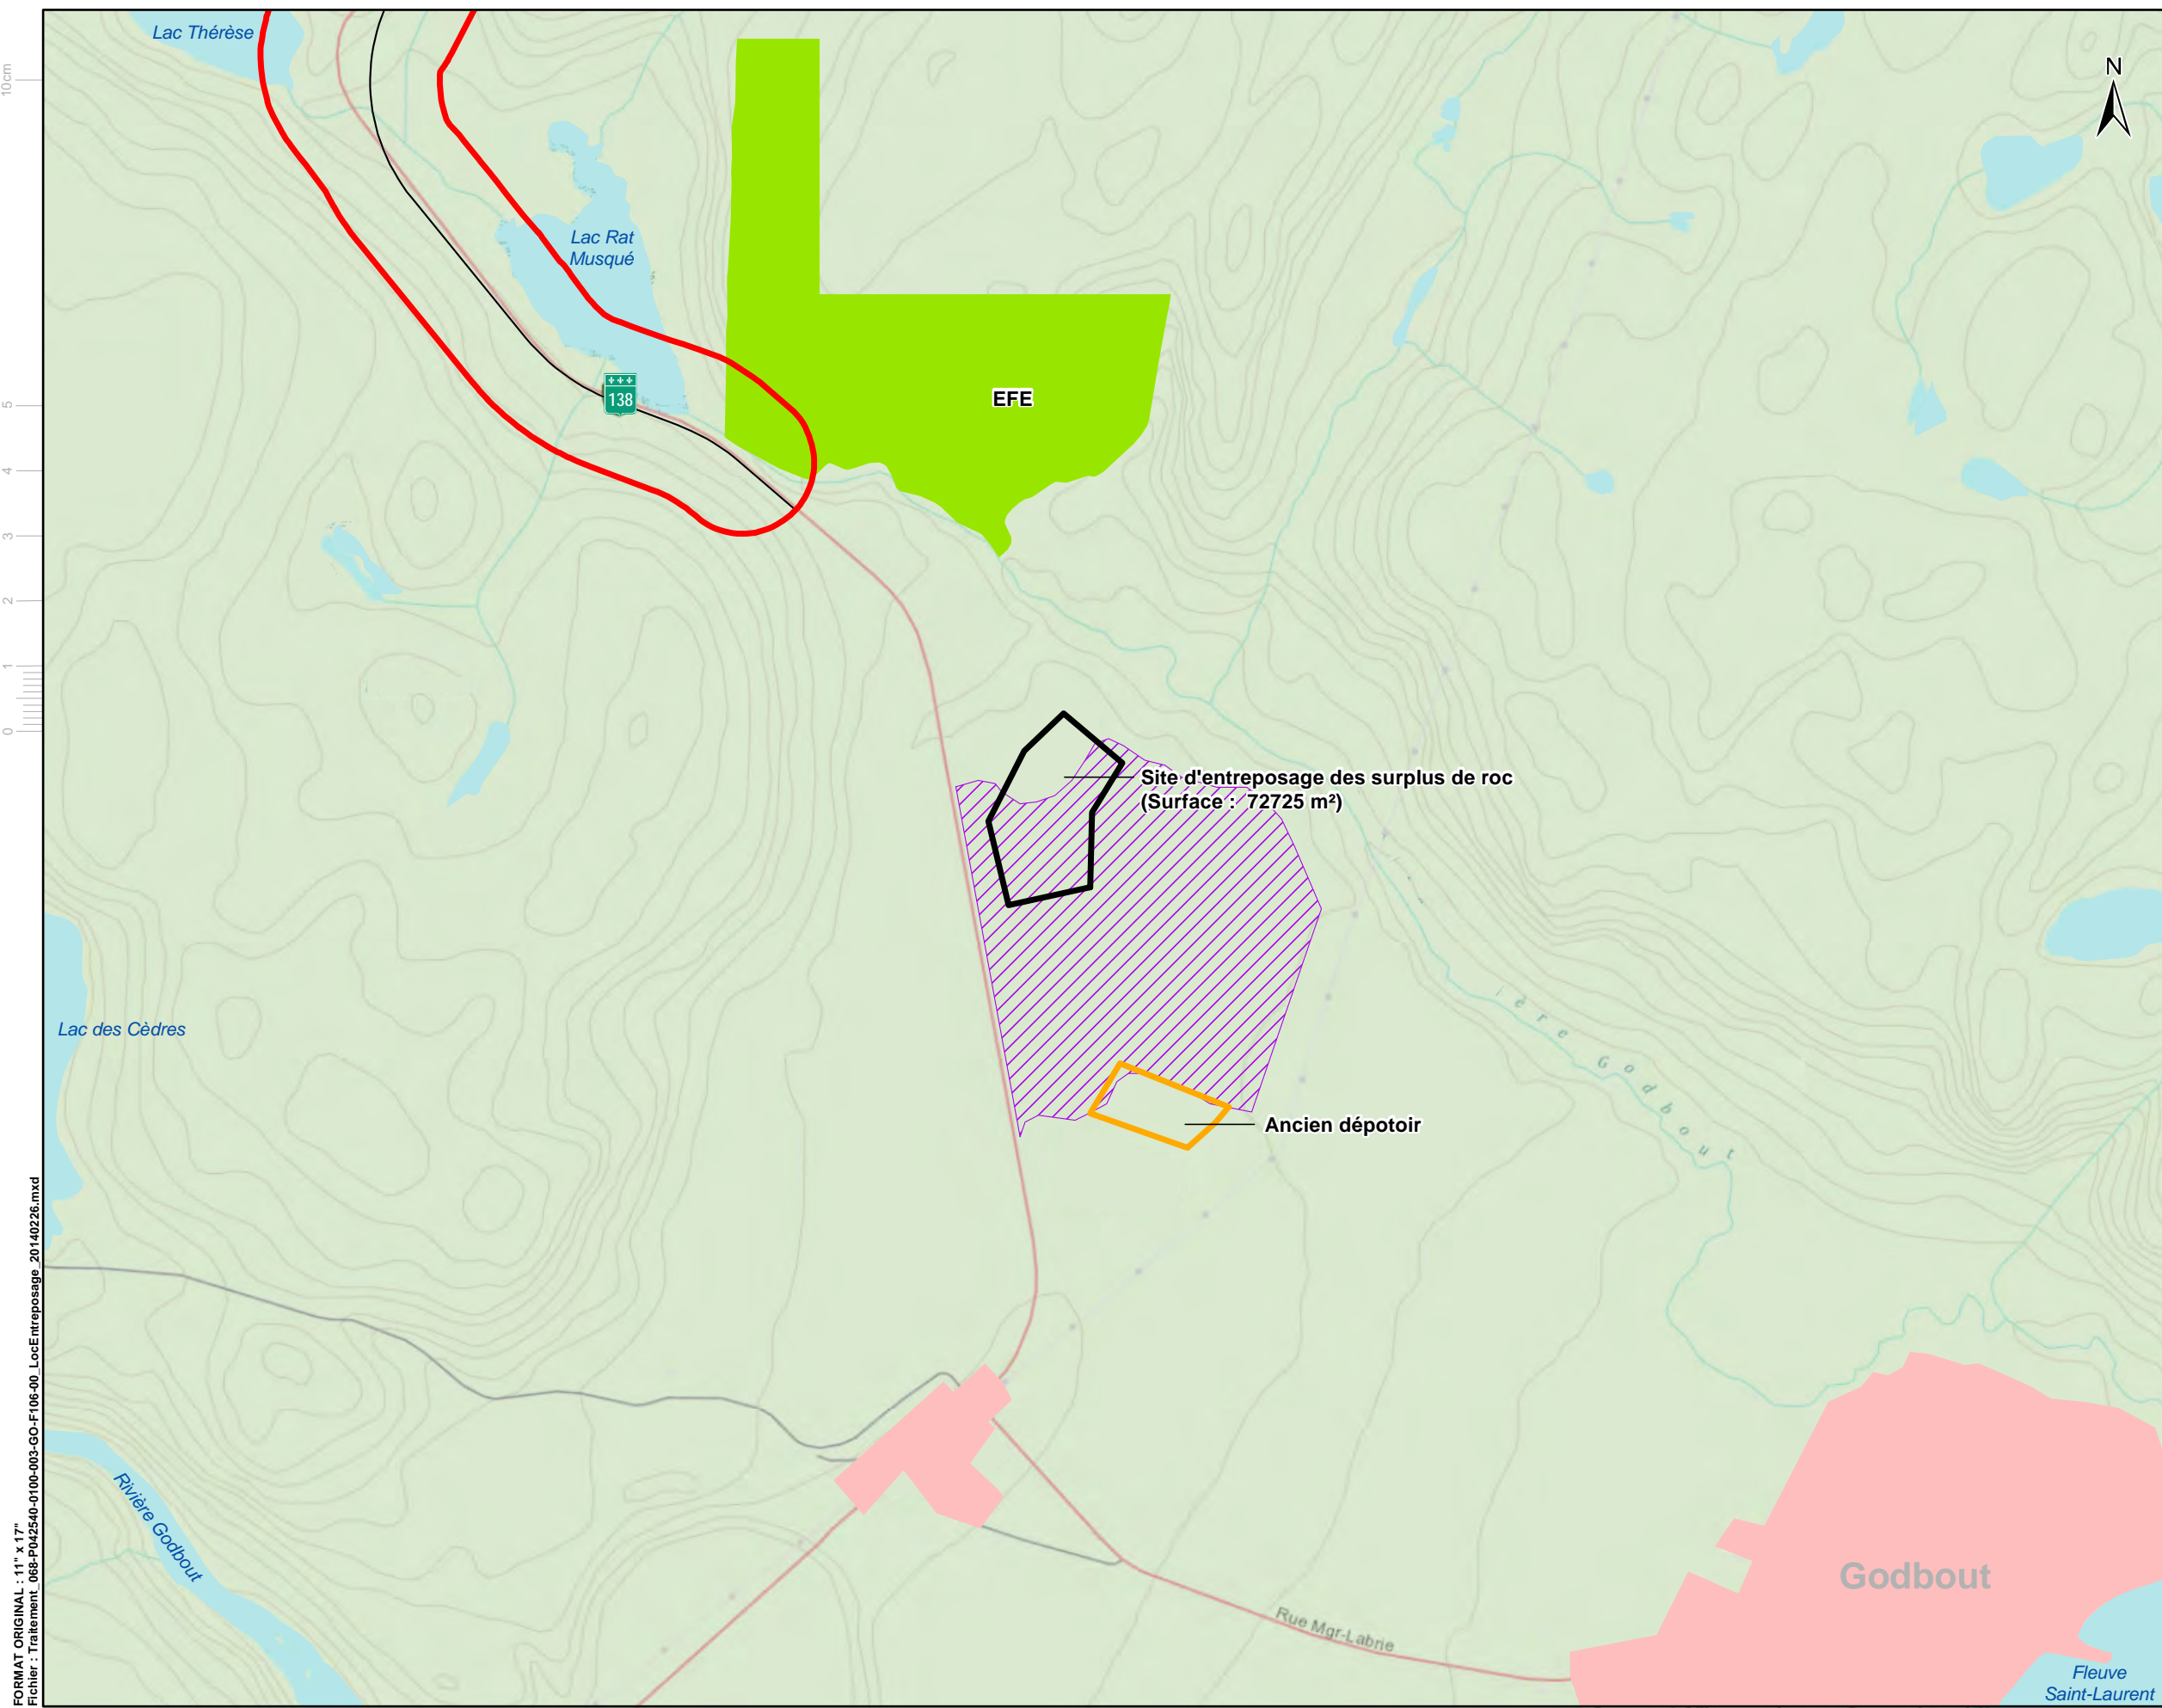 Lac Thérèse
N
10cm
Lac Rat
Musqué
138
EFE
5
4
3
2
1
0
Site d'entreposage des surplus de roc
(Surface : 72725 m²)
Lac des Cèdres
ière Godbout
Ancien dépotoir
Rivière Godbout
Godbout
Rue Mgr-Labrie
Fleuve
Saint-Laurent
FORMAT ORIGINAL : 11" x 17"
Fichier : Traitement_068-P042540-0100-003-GO-F106-00_LocEntreposage_20140226.mxd